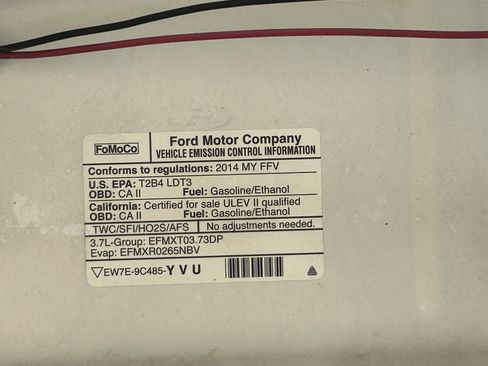 FoMoCo
Ford Motor Company
VEHICLE EMISSION CONTROL INFORMATION
Conforms to regulations: 2014 MY FFV
U.S. EPA: T2B4 LDT3
OBD: CA II Fuel: Gasoline/Ethanol
California: Certified for sale ULEV II qualified
OBD: CA II Fuel: Gasoline/Ethanol
TWC/SFI/HO2S/AFS No adjustments needed.
3.7L-Group: EFMXT03.73DP
Evap: EFMXR0265NBV
EW7E-9C485-Y V U